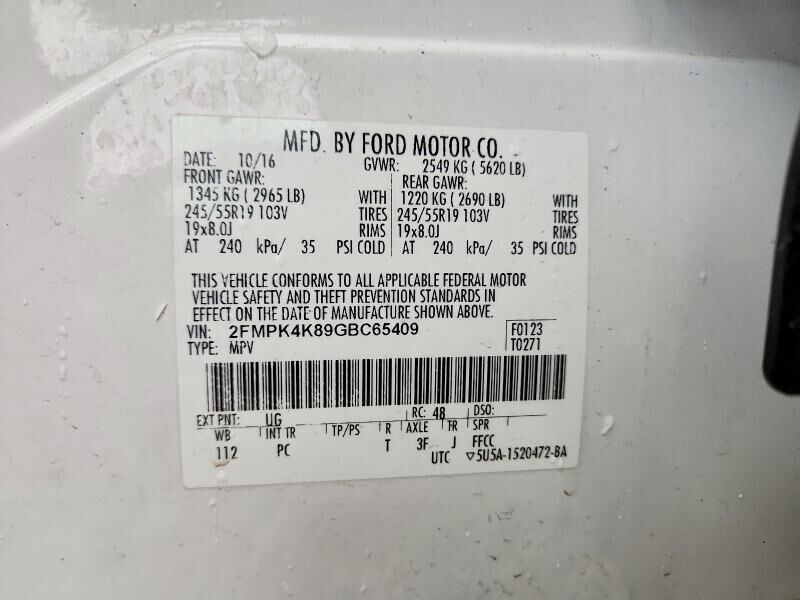 MFD. BY FORD MOTOR CO.
DATE: 10/16 GVWR: 2549 KG ( 5620 LB)
FRONT GAWR: REAR GAWR:
1345 KG ( 2965 LB) WITH 1220 KG ( 2690 LB) WITH
245/55R19 103V TIRES 245/55R19 103V TIRES
19x8.0J RIMS 19x8.0J RIMS
AT 240 kPa/ 35 PSI COLD AT 240 kPa/ 35 PSI COLD
THIS VEHICLE CONFORMS TO ALL APPLICABLE FEDERAL MOTOR
VEHICLE SAFETY AND THEFT PREVENTION STANDARDS IN
EFFECT ON THE DATE OF MANUFACTURE SHOWN ABOVE.
VIN: 2FMPK4K89GBC65409 F0123
TYPE: MPV T0271
EXT PNT: UG RC: 48 DSO:
WB INT TR TP/PS R AXLE TR SPR
112 PC T 3F J FFCC
UTC ▽5U5A-1520472-BA